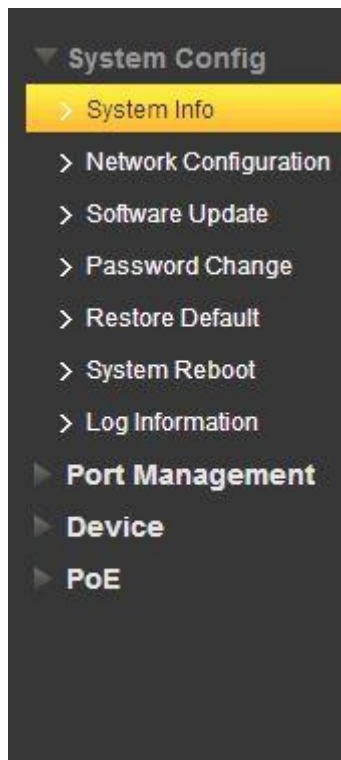 System Config
System Info
Network Configuration
Software Update
Password Change
Restore Default
System Reboot
Log Information
Port Management
Device
PoE